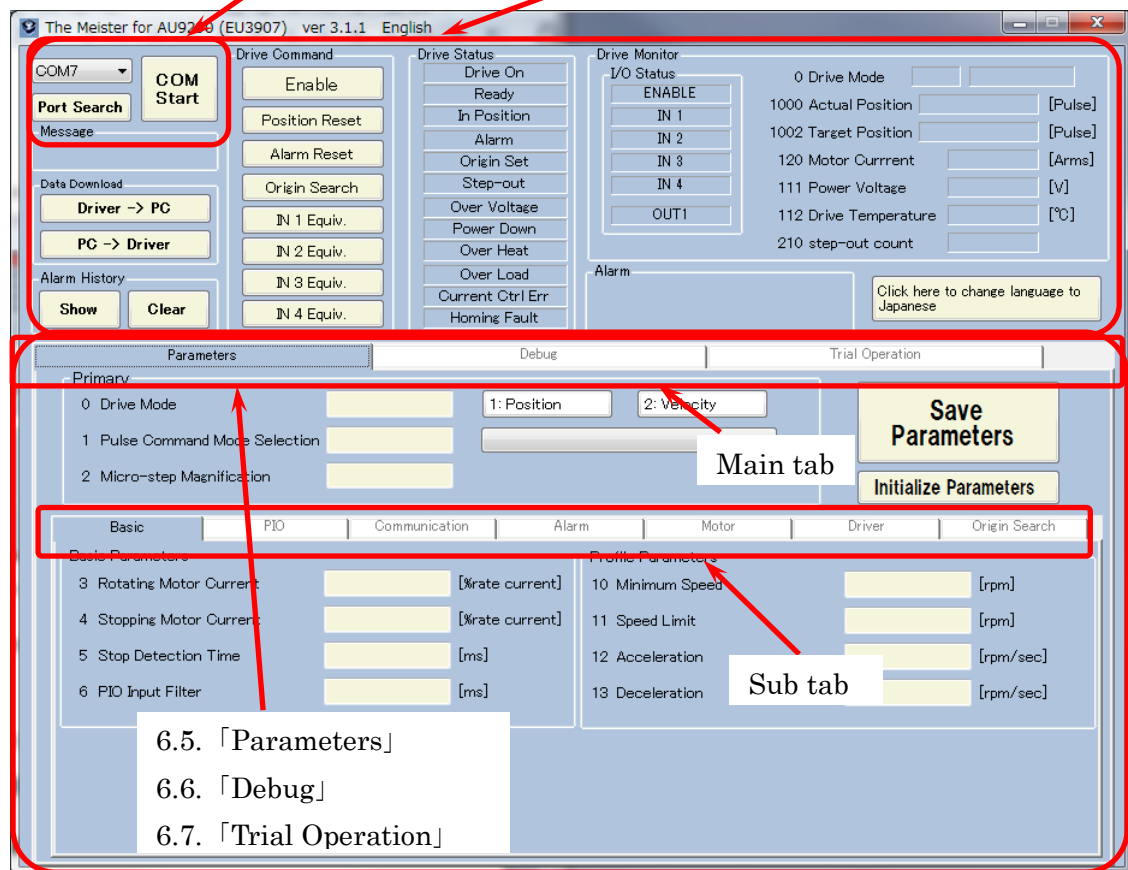 The Meister for AU92 0 (EU3907) ver 3.1.1 English
COM7
COM Start
Port Search
Message
Data Download
Driver -> PC
PC -> Driver
Alarm History
Show
Clear
Drive Command
Enable
Position Reset
Alarm Reset
Origin Search
IN 1 Equiv.
IN 2 Equiv.
IN 3 Equiv.
IN 4 Equiv.
Drive Status
Drive On
Ready
In Position
Alarm
Origin Set
Step-out
Over Voltage
Power Down
Over Heat
Over Load
Current Ctrl Err
Homing Fault
Drive Monitor
I/O Status
ENABLE
IN 1
IN 2
IN 3
IN 4
OUT1
0 Drive Mode
1000 Actual Position [Pulse]
1002 Target Position [Pulse]
120 Motor Currrent [Arms]
111 Power Voltage [V]
112 Drive Temperature [℃]
210 step-out count
Alarm
Click here to change language to
Japanese
Parameters
Debug
Trial Operation
Primary
0 Drive Mode
1: Position
2: Velocity
1 Pulse Command Mode Selection
2 Micro-step Magnification
Save
Parameters
Initialize Parameters
Main tab
Basic
PIO
Communication
Alarm
Motor
Driver
Origin Search
Basic Parameters
3 Rotating Motor Current [%rate current]
4 Stopping Motor Current [%rate current]
5 Stop Detection Time [ms]
6 PIO Input Filter [ms]
Profile Parameters
10 Minimum Speed [rpm]
11 Speed Limit [rpm]
12 Acceleration [rpm/sec]
13 Deceleration [rpm/sec]
Sub tab
6.5.「Parameters」
6.6.「Debug」
6.7.「Trial Operation」